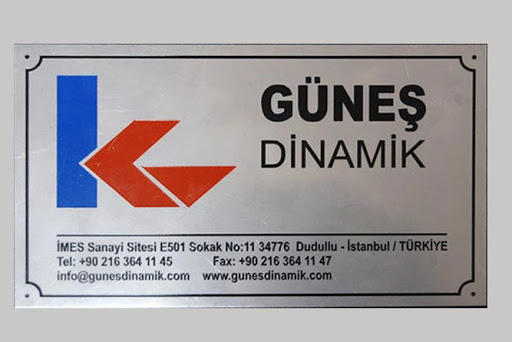 GÜNEŞ
DİNAMİK
İMES Sanayi Sitesi E501 Sokak No:11 34776 Dudullu - İstanbul / TÜRKİYE
Tel: +90 216 364 11 45 Fax: +90 216 364 11 47
info@gunesdinamik.com www.gunesdinamik.com